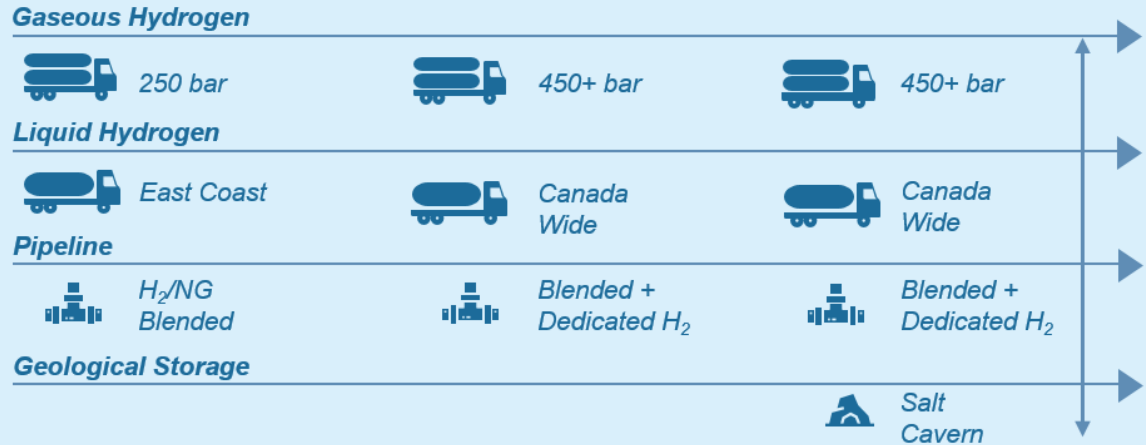 Gaseous Hydrogen
250 bar
450+ bar
450+ bar
Liquid Hydrogen
East Coast
Canada
Wide
Canada
Wide
Pipeline
H₂/NG
Blended
Blended +
Dedicated H₂
Blended +
Dedicated H₂
Geological Storage
Salt
Cavern